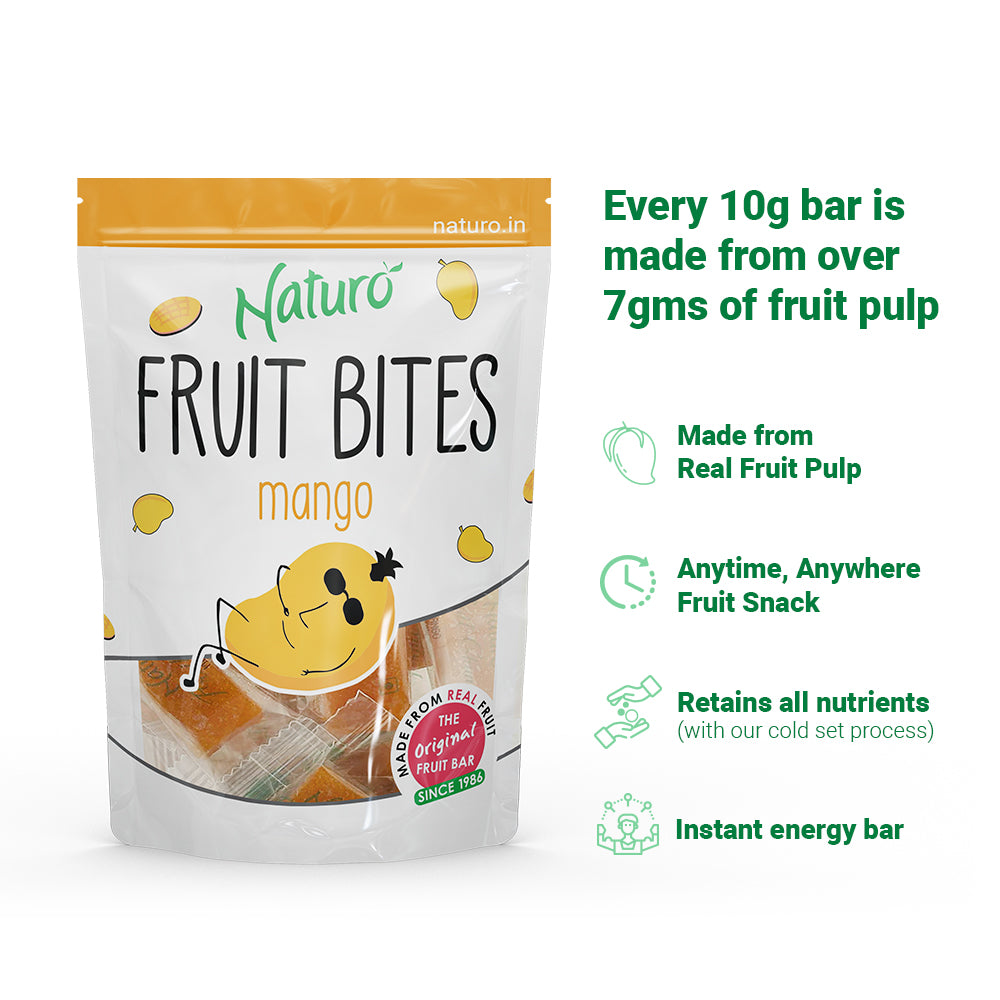 naturo.in
Naturo
FRUIT BITES
mango
MADE FROM REAL FRUIT
THE
Original
FRUIT BAR
SINCE 1986
Every 10g bar is
made from over
7gms of fruit pulp
Made from
Real Fruit Pulp
Anytime, Anywhere
Fruit Snack
Retains all nutrients
(with our cold set process)
Instant energy bar